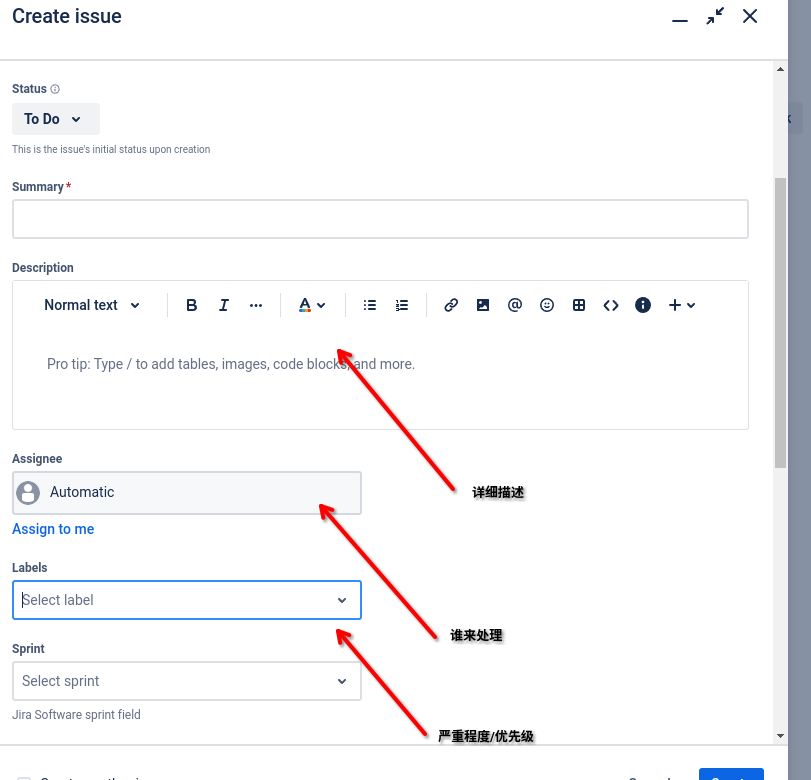 Create issue
Status
To Do
This is the issue's initial status upon creation
Summary *
Description
Normal text B I ... A @
Pro tip: Type / to add tables, images, code blocks, and more.
详细描述
Assignee
Automatic
Assign to me
谁来处理
Labels
Select label
Sprint
Select sprint
Jira Software sprint field
严重程度/优先级